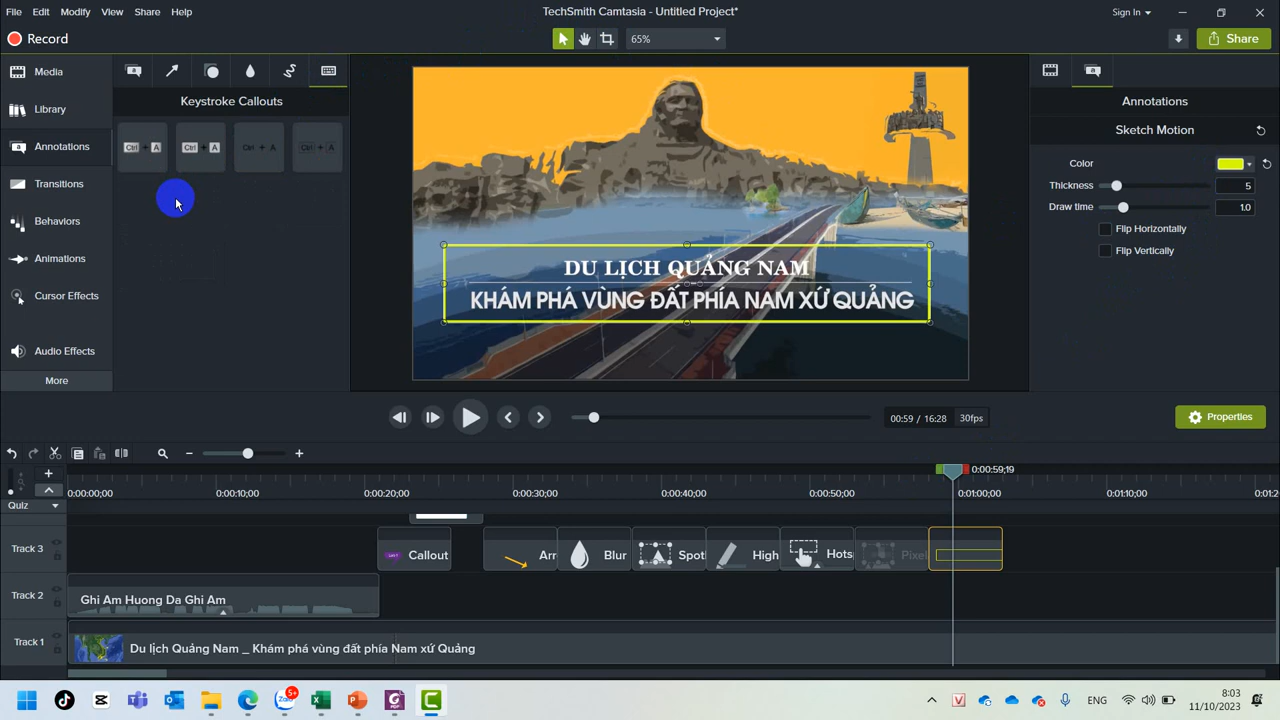 File Edit Modify View Share Help
TechSmith Camtasia - Untitled Project*
Sign In
Record
65%
Share
Media
Library
Annotations
Transitions
Behaviors
Animations
Cursor Effects
Audio Effects
More
Keystroke Callouts
Ctrl + A
Ctrl + A
Ctrl + A
Ctrl + A
DU LỊCH QUẢNG NAM
KHÁM PHÁ VÙNG ĐẤT PHÍA NAM XỨ QUẢNG
Annotations
Sketch Motion
Color
Thickness 5
Draw time 1.0
Flip Horizontally
Flip Vertically
00:59 / 16:28 30fps
Properties
0:00:59;19
Quiz
0:00:00;00 0:00:10;00 0:00:20;00 0:00:30;00 0:00:40;00 0:00:50;00 0:01:00;00 0:01:10;00 0:01:2
Track 3
Callout Arr Blur Spot High Hots Pixel
Track 2
Ghi Am Huong Da Ghi Am
Track 1
Du lịch Quảng Nam _ Khám phá vùng đất phía Nam xứ Quảng
5+
ENG
8:03
11/10/2023